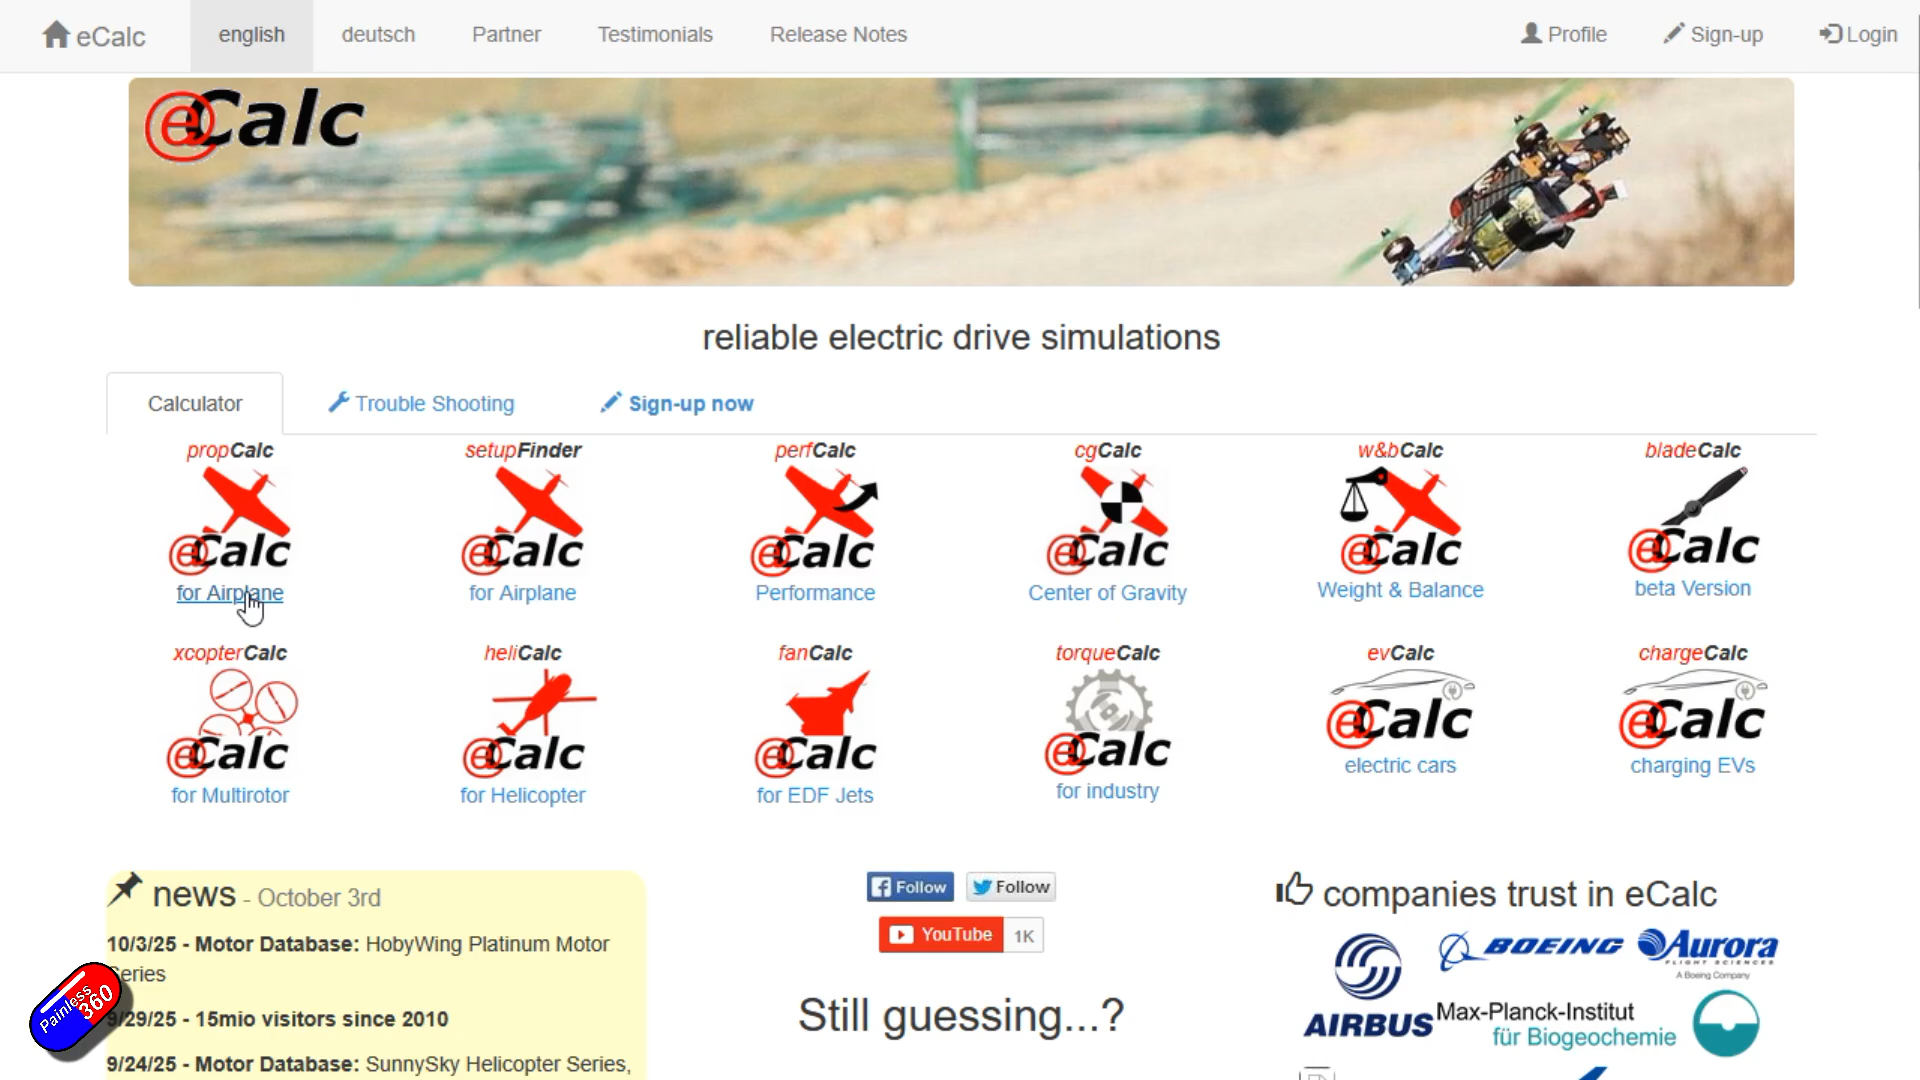 eCalc english deutsch Partner Testimonials Release Notes Profile Sign-up Login
eCalc
reliable electric drive simulations
Calculator Trouble Shooting Sign-up now
propCalc setupFinder perfCalc cgCalc w&bCalc bladeCalc
eCalc eCalc eCalc eCalc eCalc eCalc
for Airplane for Airplane Performance Center of Gravity Weight & Balance beta Version
xcopterCalc heliCalc fanCalc torqueCalc evCalc chargeCalc
eCalc eCalc eCalc eCalc eCalc eCalc
for Multirotor for Helicopter for EDF Jets for industry electric cars charging EVs
news - October 3rd
10/3/25 - Motor Database: HobyWing Platinum Motor
Series
9/29/25 - 15mio visitors since 2010
9/24/25 - Motor Database: SunnySky Helicopter Series,
Follow Follow
YouTube 1K
Still guessing...?
companies trust in eCalc
BOEING Aurora
FLIGHT SCIENCES
A Boeing Company
AIRBUS
Max-Planck-Institut
für Biogeochemie
Painless
360